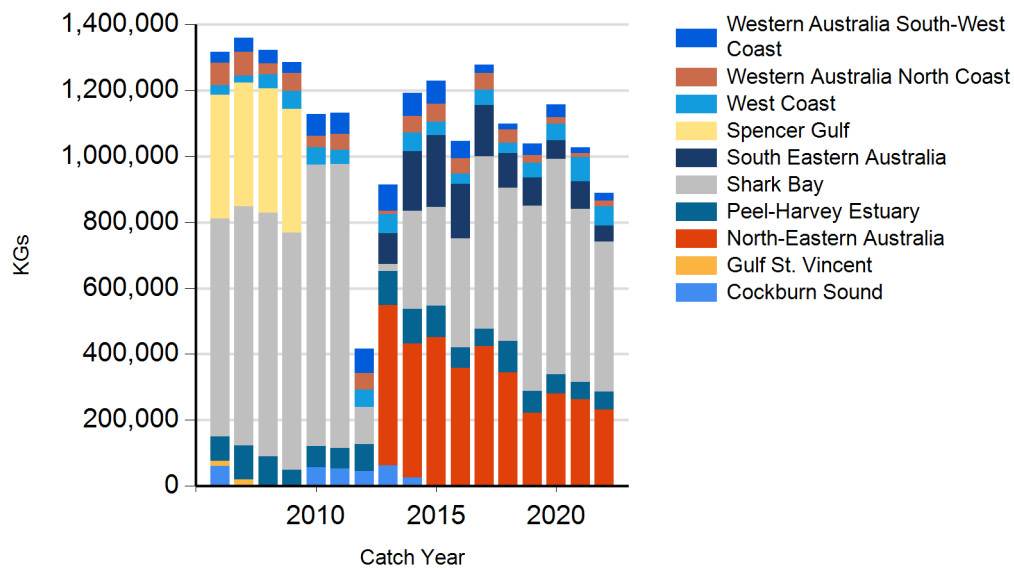 1,400,000
1,200,000
1,000,000
800,000
600,000
400,000
200,000
0
KGs
2010
2015
2020
Catch Year
Western Australia South-West
Coast
Western Australia North Coast
West Coast
Spencer Gulf
South Eastern Australia
Shark Bay
Peel-Harvey Estuary
North-Eastern Australia
Gulf St. Vincent
Cockburn Sound